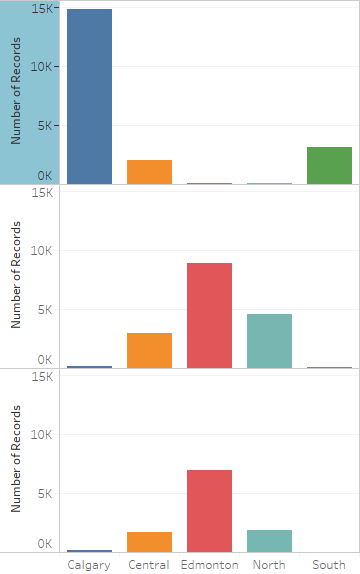 Number of Records
15K
10K
5K
0K
Number of Records
15K
10K
5K
0K
Number of Records
15K
10K
5K
0K
Calgary Central Edmonton North South